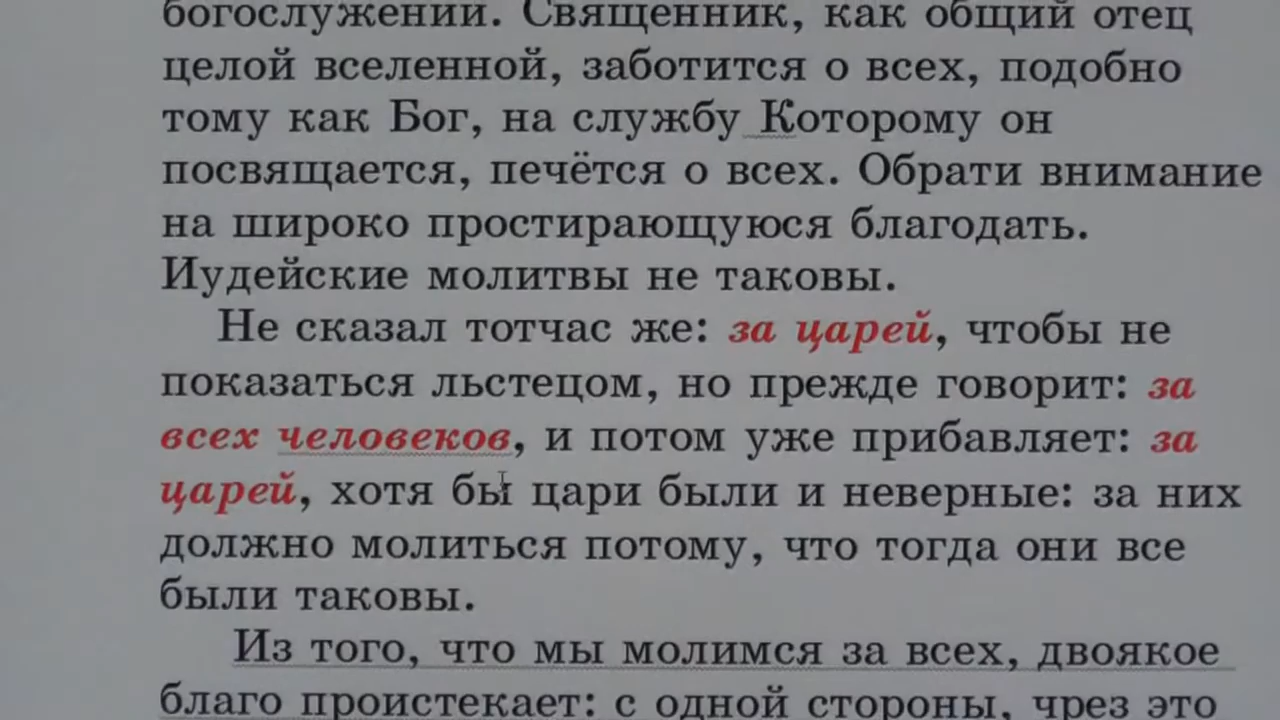 богослужении. Священник, как общий отец
целой вселенной, заботится о всех, подобно
тому как Бог, на службу Которому он
посвящается, печётся о всех. Обрати внимание
на широко простирающуюся благодать.
Иудейские молитвы не таковы.
Не сказал тотчас же: за царей, чтобы не
показаться льстецом, но прежде говорит: за
всех человеков, и потом уже прибавляет: за
царей, хотя бы цари были и неверные: за них
должно молиться потому, что тогда они все
были таковы.
Из того, что мы молимся за всех, двоякое
благо проистекает: с одной стороны, чрез это